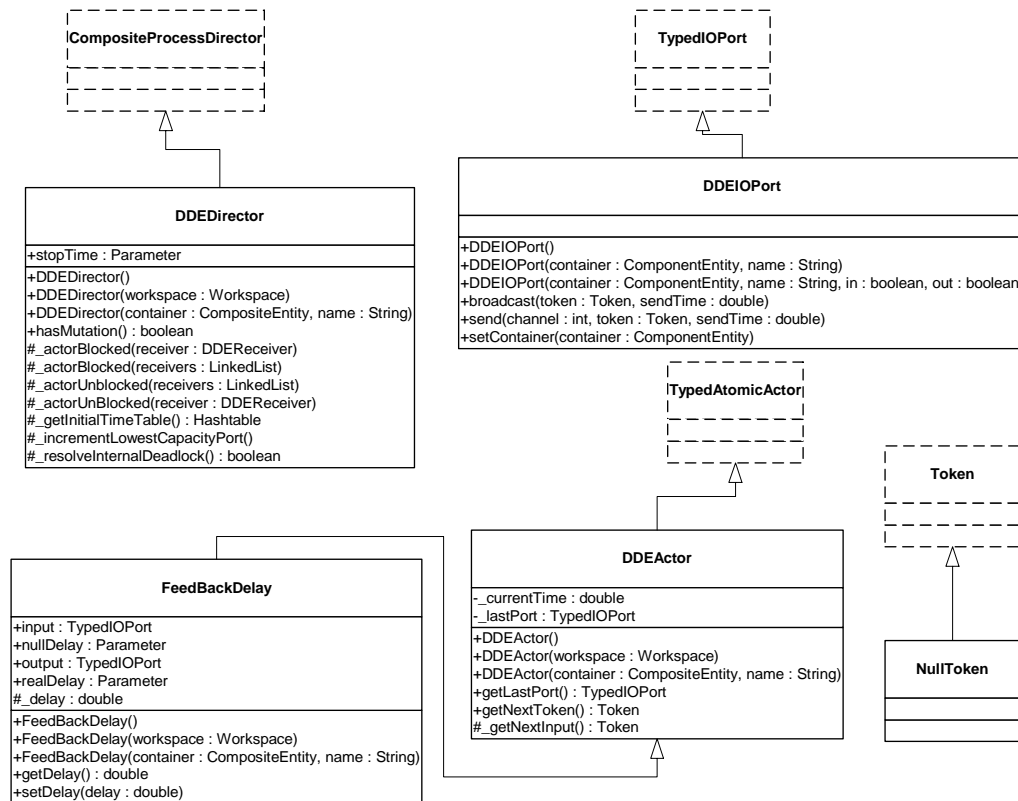 CompositeProcessDirector
TypedIOPort
DDEDirector
+stopTime : Parameter
+DDEDirector()
+DDEDirector(workspace : Workspace)
+DDEDirector(container : CompositeEntity, name : String)
+hasMutation() : boolean
#_actorBlocked(receiver : DDEReceiver)
#_actorBlocked(receivers : LinkedList)
#_actorUnblocked(receivers : LinkedList)
#_actorUnBlocked(receiver : DDEReceiver)
#_getInitialTimeTable() : Hashtable
#_incrementLowestCapacityPort()
#_resolveInternalDeadlock() : boolean
DDEIOPort
+DDEIOPort()
+DDEIOPort(container : ComponentEntity, name : String)
+DDEIOPort(container : ComponentEntity, name : String, in : boolean, out : boolean
+broadcast(token : Token, sendTime : double)
+send(channel : int, token : Token, sendTime : double)
+setContainer(container : ComponentEntity)
TypedAtomicActor
Token
FeedBackDelay
+input : TypedIOPort
+nullDelay : Parameter
+output : TypedIOPort
+realDelay : Parameter
#_delay : double
+FeedBackDelay()
+FeedBackDelay(workspace : Workspace)
+FeedBackDelay(container : CompositeEntity, name : String)
+getDelay() : double
+setDelay(delay : double)
DDEActor
-_currentTime : double
-_lastPort : TypedIOPort
+DDEActor()
+DDEActor(workspace : Workspace)
+DDEActor(container : CompositeEntity, name : String)
+getLastPort() : TypedIOPort
+getNextToken() : Token
#_getNextInput() : Token
NullToken